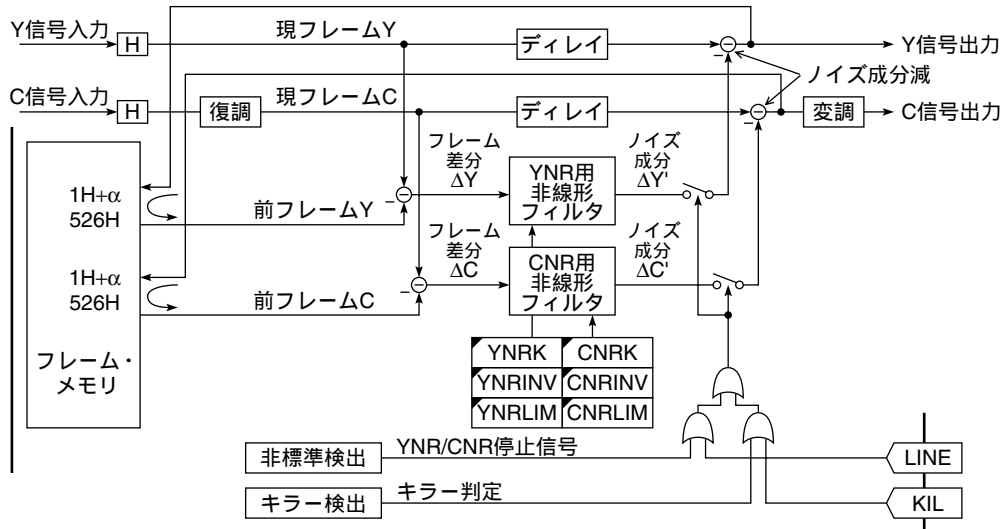 Y信号入力
H
現フレームY
ディレイ
Y信号出力
ノイズ成分減
C信号入力
H
復調
現フレームC
ディレイ
変調
C信号出力
フレーム
差分
ΔY
YNR用
非線形
フィルタ
ノイズ
成分
ΔY'
1H+α
526H
前フレームY
フレーム
差分
ΔC
CNR用
非線形
フィルタ
ノイズ
成分
ΔC'
1H+α
526H
前フレームC
フレーム・
メモリ
YNRK CNRK
YNRINV CNRINV
YNRLIM CNRLIM
非標準検出
YNR/CNR停止信号
LINE
キラー検出
キラー判定
KIL